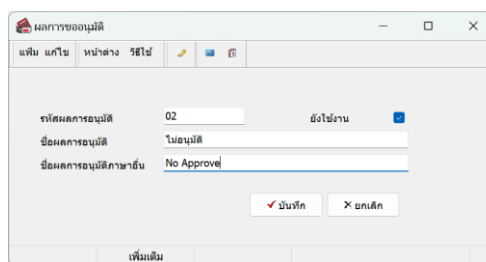 ผลการขออนุมัติ
แฟ้ม แก้ไข หน้าต่าง วิธีใช้
รหัสผลการอนุมัติ 02 ยังใช้งาน
ชื่อผลการอนุมัติ ไม่อนุมัติ
ชื่อผลการอนุมัติภาษาอื่น No Approve
บันทึก ยกเลิก
เพิ่มเติม